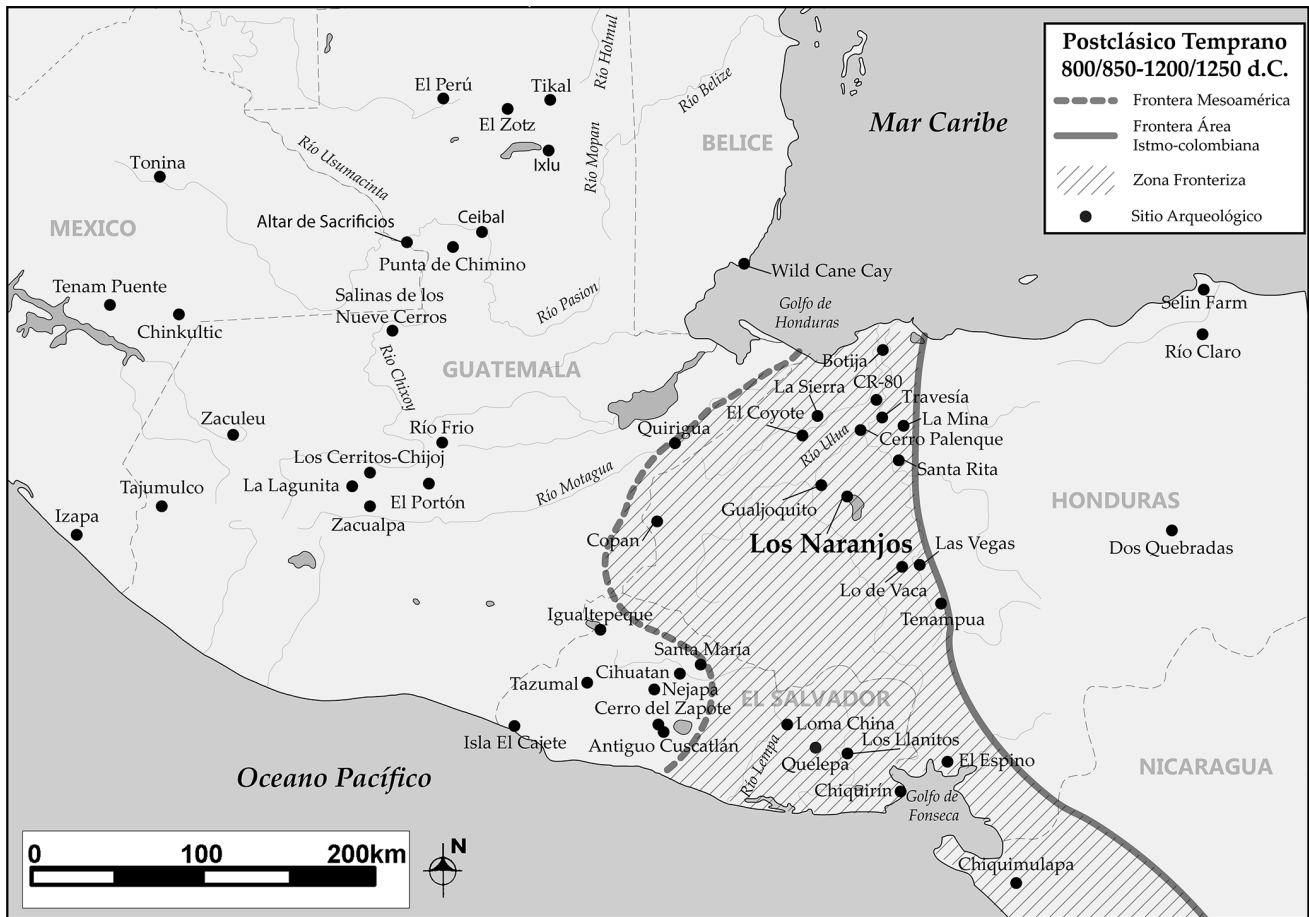 Postclásico Temprano
800/850-1200/1250 d.C.
Frontera Mesoamérica
Frontera Área
Istmo-colombiana
Zona Fronteriza
Sitio Arqueológico
El Perú
Tikal
El Zotz
Ixlu
Río Holmul
Río Mopan
Río Belize
BELICE
Mar Caribe
Río Usumacinta
Tonina
MEXICO
Altar de Sacrificios
Ceibal
Punta de Chimino
Wild Cane Cay
Tenam Puente
Chinkultic
Salinas de los
Nueve Cerros
Río Pasion
Golfo de
Honduras
Selin Farm
Río Claro
Rio Chixoy
GUATEMALA
Botija
CR-80
La Sierra
Travesía
El Coyote
La Mina
Río Ulua
Cerro Palenque
Santa Rita
Zaculeu
Río Frio
Quirigua
Los Cerritos-Chijoj
La Lagunita
El Portón
Zacualpa
Río Motagua
Tajumulco
Izapa
Gualjoquito
HONDURAS
Copan
Los Naranjos
Las Vegas
Dos Quebradas
Lo de Vaca
Tenampua
Igualtepeque
Santa María
Cihuatan
Tazumal
Nejapa
EL SALVADOR
Cerro del Zapote
Isla El Cajete
Antiguo Cuscatlán
Loma China
Los Llanitos
Quelepa
Río Lempa
El Espino
Chiquirín
Golfo de
Fonseca
NICARAGUA
Oceano Pacífico
Chiquimulapa
0 100 200km
N